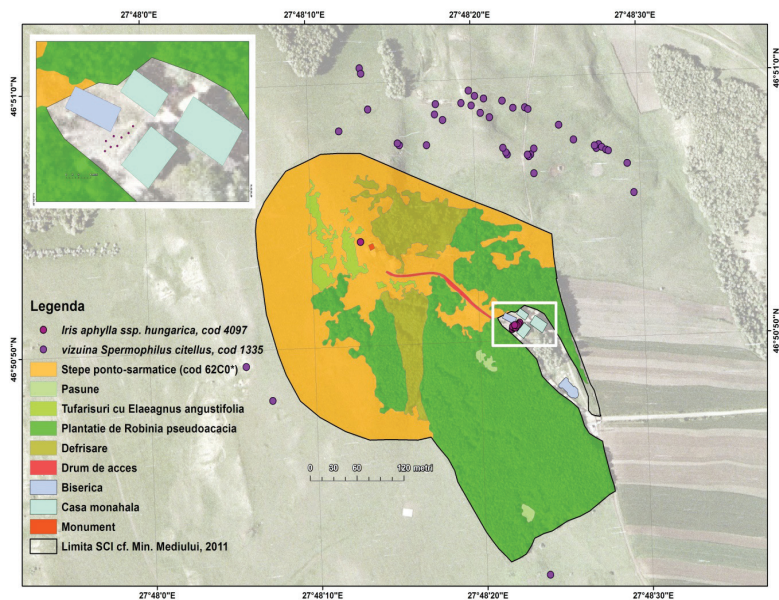 27°48'0"E
27°48'10"E
27°48'20"E
27°48'30"E
46°51'0"N
46°51'0"N
46°50'50"N
46°50'50"N
Legenda
Iris aphylla ssp. hungarica, cod 4097
vizuina Spermophilus citellus, cod 1335
Stepe ponto-sarmatice (cod 62C0*)
Pasune
Tufarisuri cu Elaeagnus angustifolia
Plantatie de Robinia pseudoacacia
Defrisare
Drum de acces
Biserica
Casa monahala
Monument
Limita SCI cf. Min. Mediului, 2011
0 30 60 120 metri
27°48'0"E
27°48'10"E
27°48'20"E
27°48'30"E